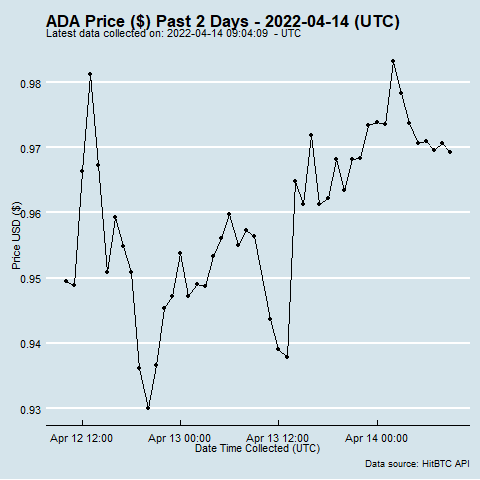 ADA Price ($) Past 2 Days - 2022-04-14 (UTC)
Latest data collected on: 2022-04-14 09:04:09  - UTC
0.98
0.97
0.96
0.95
0.94
0.93
Price USD ($)
Apr 12 12:00
Apr 13 00:00
Apr 13 12:00
Apr 14 00:00
Date Time Collected (UTC)
Data source: HitBTC API